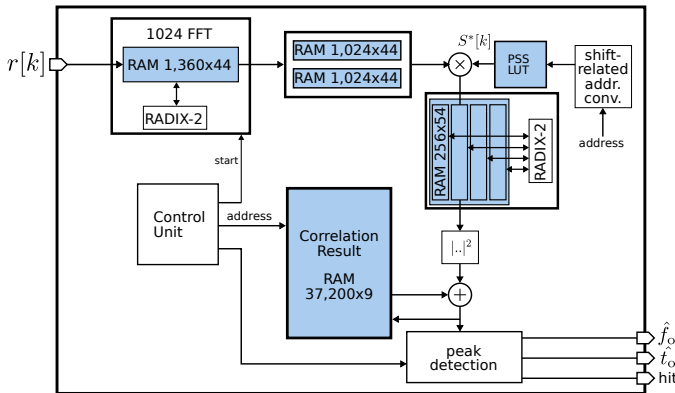 1024 FFT
r[k]
RAM 1,360x44
RADIX-2
RAM 1,024x44
RAM 1,024x44
S*[k]
PSS
LUT
shift-
related
addr.
conv.
address
RAM 256x54
RADIX-2
start
Control
Unit
address
Correlation
Result
RAM
37,200x9
|..|²
peak
detection
f̂o
t̂o
hit